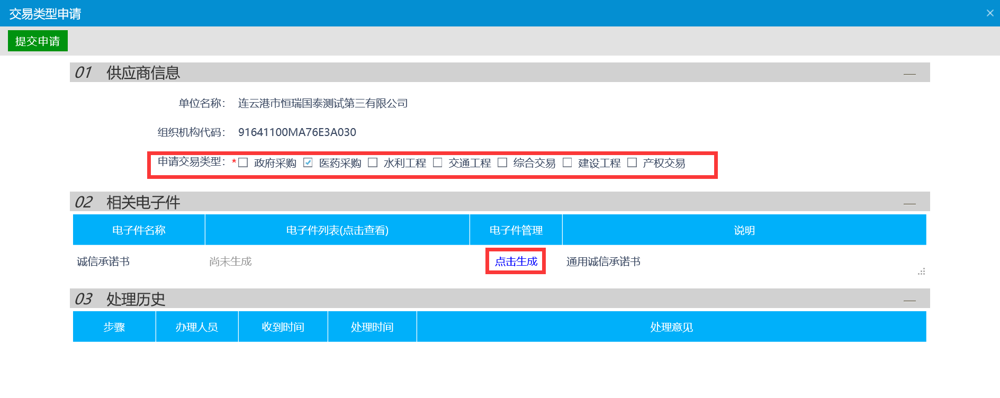 交易类型申请
提交申请
01 供应商信息
单位名称： 连云港市恒瑞国泰测试第三有限公司
组织机构代码： 91641100MA76E3A030
申请交易类型：* 政府采购 医药采购 水利工程 交通工程 综合交易 建设工程 产权交易
02 相关电子件
电子件名称 电子件列表(点击查看) 电子件管理 说明
诚信承诺书 尚未生成 点击生成 通用诚信承诺书
03 处理历史
步骤 办理人员 收到时间 处理时间 处理意见